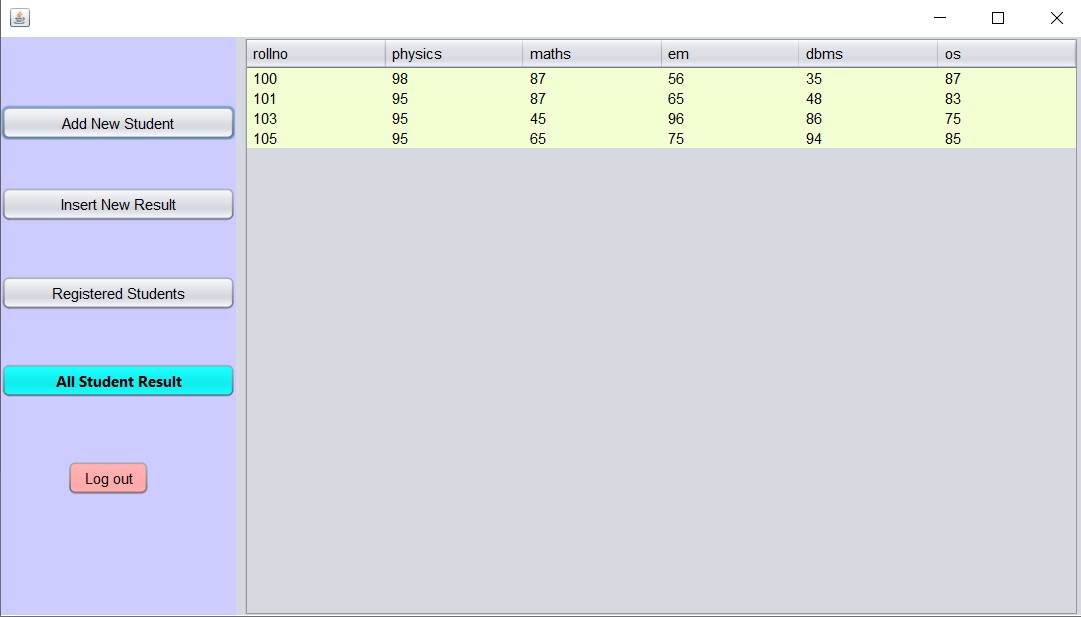 Add New Student
Insert New Result
Registered Students
All Student Result
Log out
rollno physics maths em dbms os
100 98 87 56 35 87
101 95 87 65 48 83
103 95 45 96 86 75
105 95 65 75 94 85